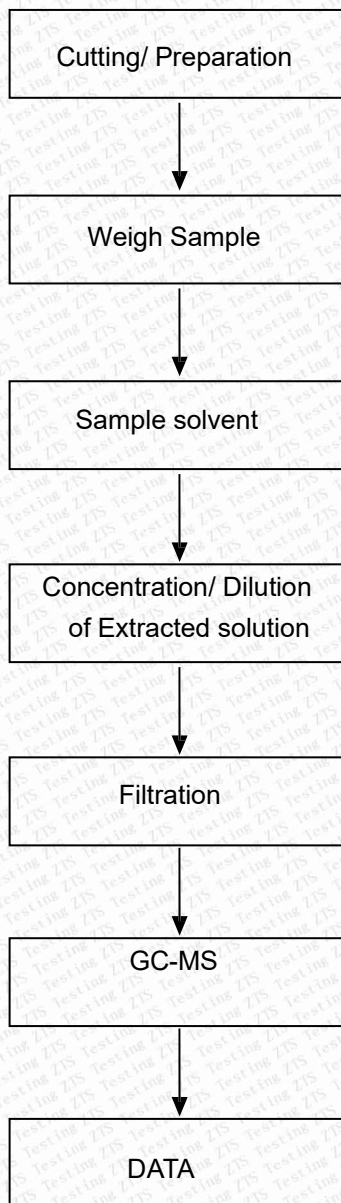 Cutting/ Preparation
Weigh Sample
Sample solvent
Concentration/ Dilution
of Extracted solution
Filtration
GC-MS
DATA